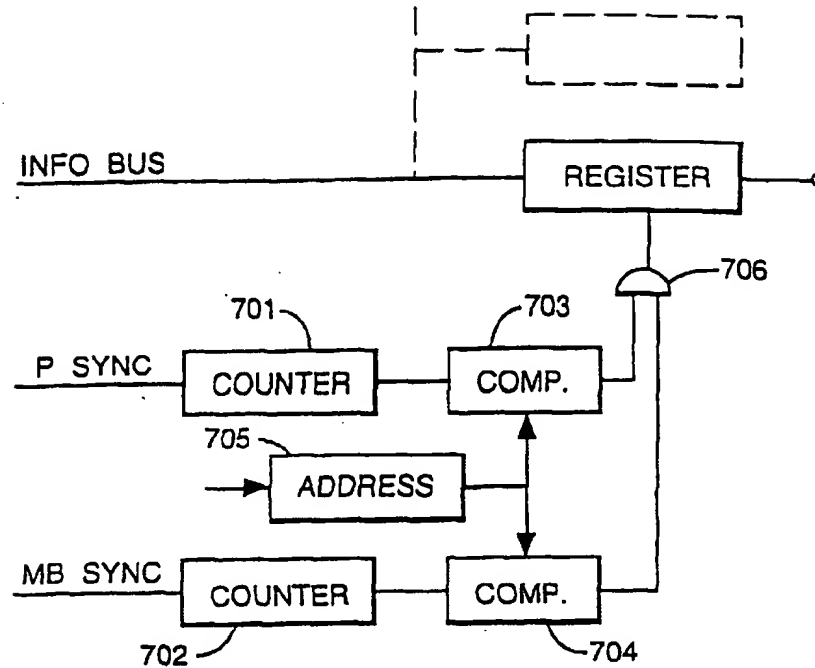 INFO BUS
REGISTER
706
701
703
P SYNC
COUNTER
COMP.
705
ADDRESS
MB SYNC
COUNTER
COMP.
702
704